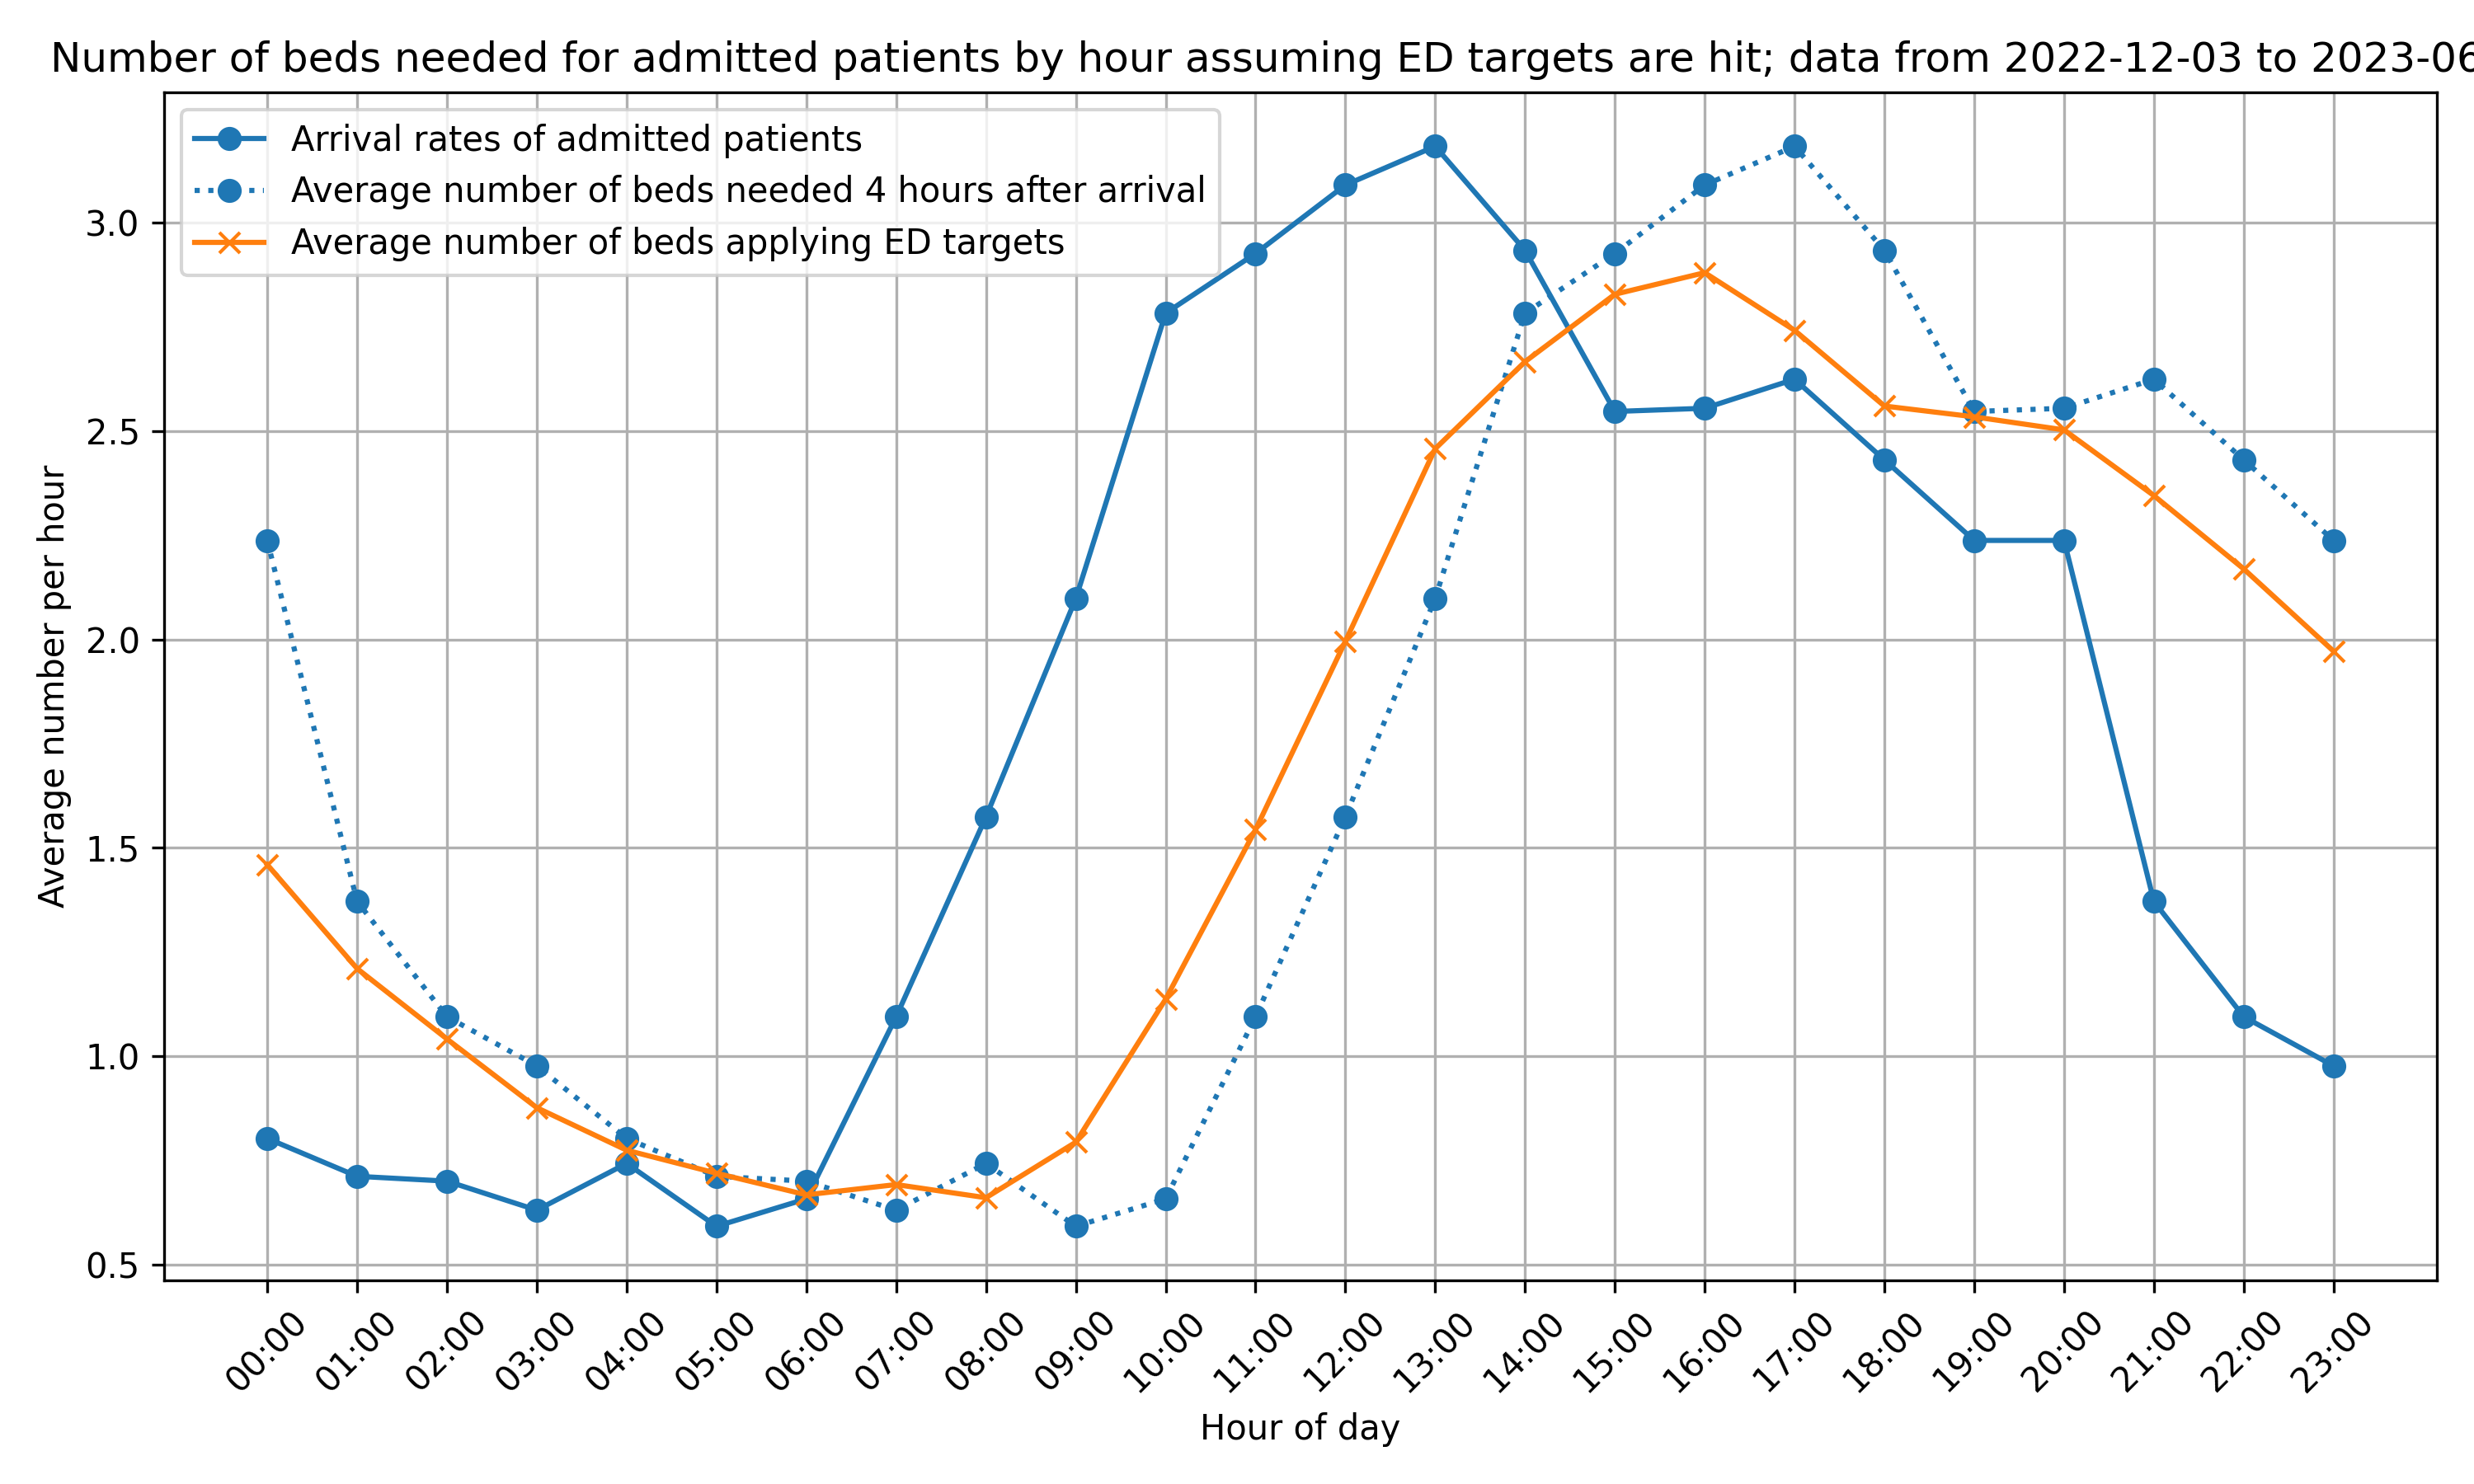 Number of beds needed for admitted patients by hour assuming ED targets are hit; data from 2022-12-03 to 2023-06
Arrival rates of admitted patients
Average number of beds needed 4 hours after arrival
Average number of beds applying ED targets
Average number per hour
3.0
2.5
2.0
1.5
1.0
0.5
00:00 01:00 02:00 03:00 04:00 05:00 06:00 07:00 08:00 09:00 10:00 11:00 12:00 13:00 14:00 15:00 16:00 17:00 18:00 19:00 20:00 21:00 22:00 23:00
Hour of day